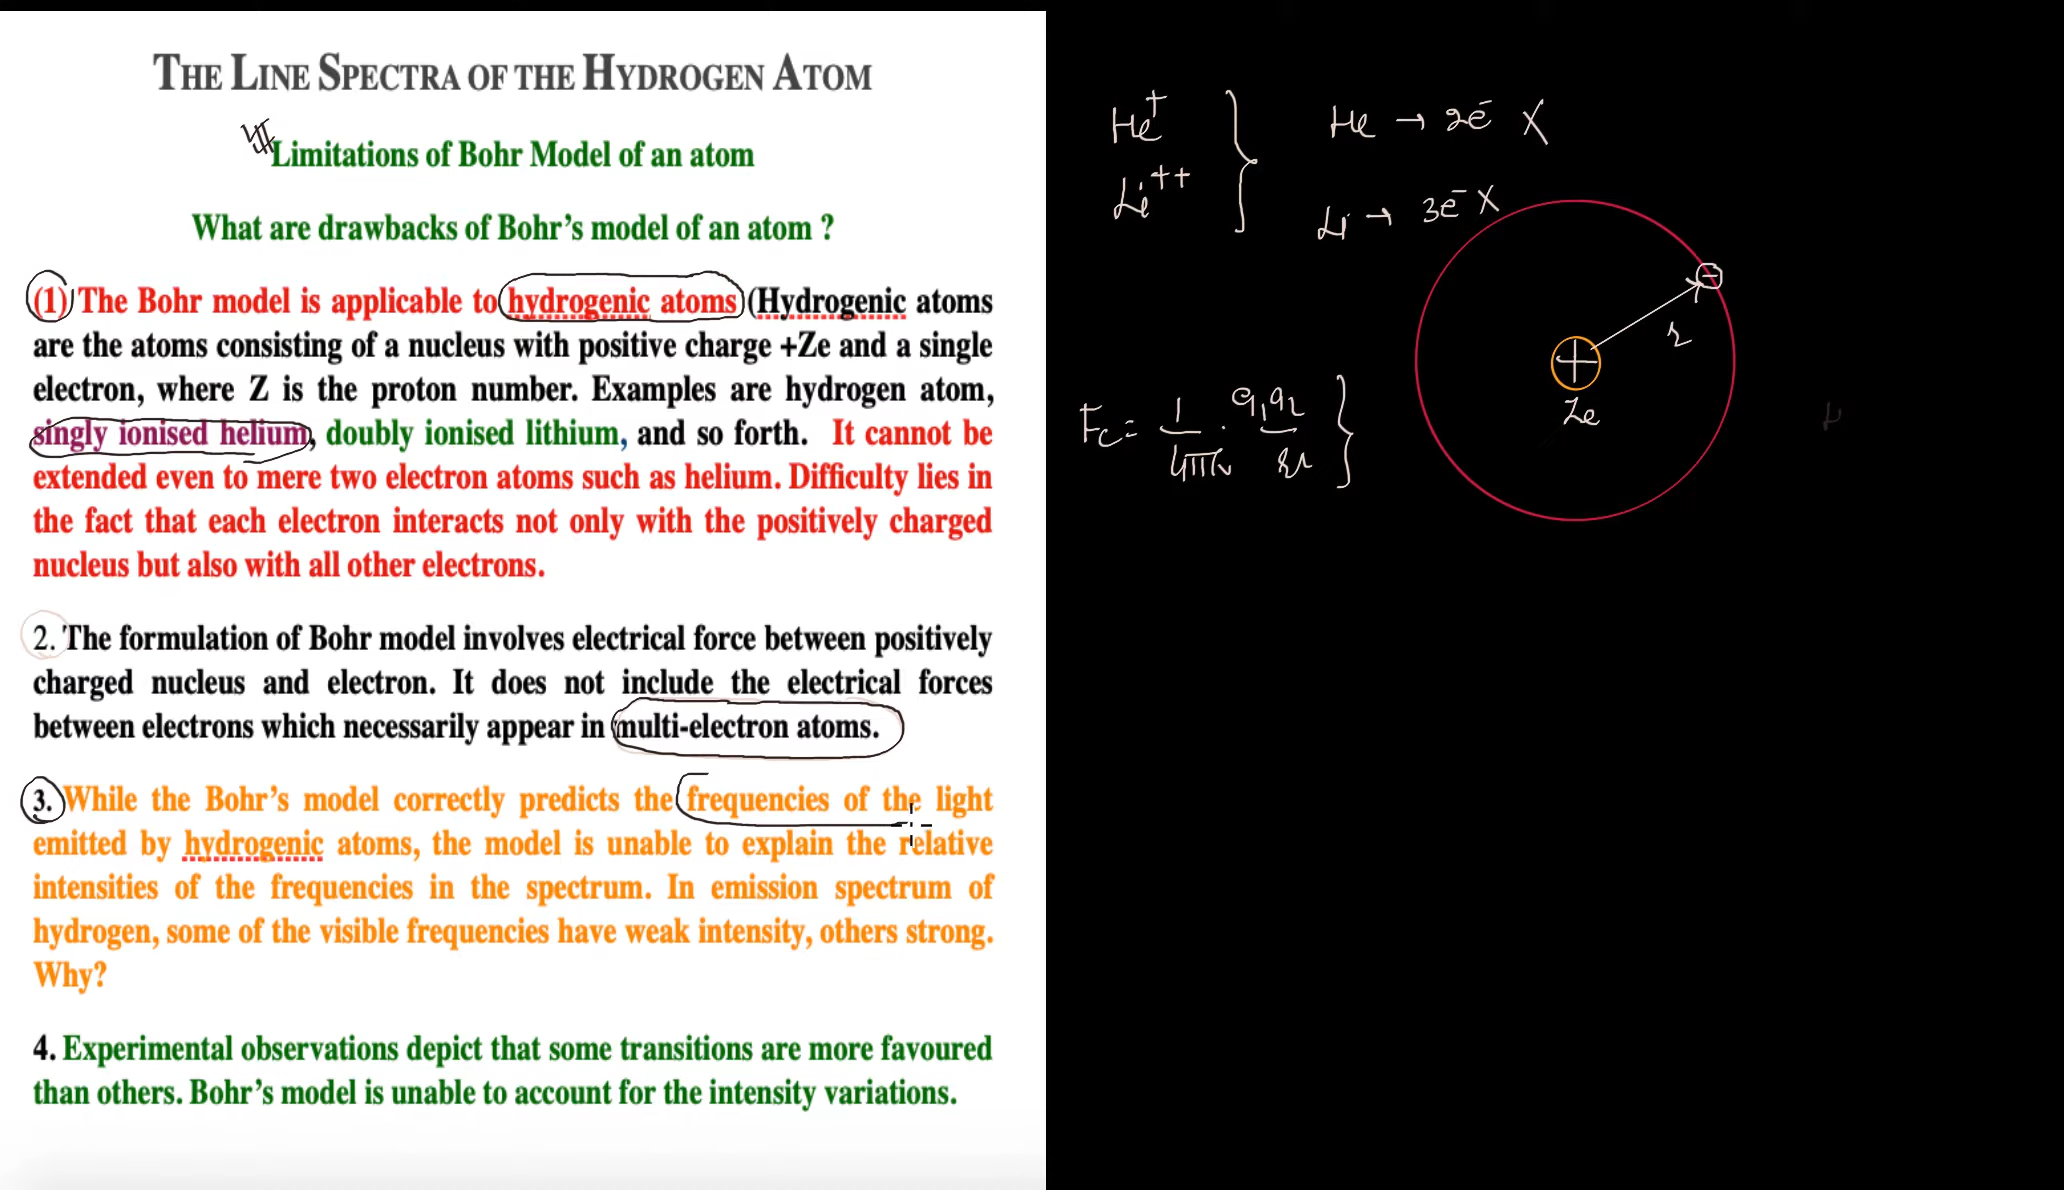 THE LINE SPECTRA OF THE HYDROGEN ATOM
Limitations of Bohr Model of an atom
What are drawbacks of Bohr's model of an atom ?
(1) The Bohr model is applicable to hydrogenic atoms (Hydrogenic atoms
are the atoms consisting of a nucleus with positive charge +Ze and a single
electron, where Z is the proton number. Examples are hydrogen atom,
singly ionised helium, doubly ionised lithium, and so forth. It cannot be
extended even to mere two electron atoms such as helium. Difficulty lies in
the fact that each electron interacts not only with the positively charged
nucleus but also with all other electrons.
2. The formulation of Bohr model involves electrical force between positively
charged nucleus and electron. It does not include the electrical forces
between electrons which necessarily appear in multi-electron atoms.
3. While the Bohr's model correctly predicts the frequencies of the light
emitted by hydrogenic atoms, the model is unable to explain the relative
intensities of the frequencies in the spectrum. In emission spectrum of
hydrogen, some of the visible frequencies have weak intensity, others strong.
Why?
4. Experimental observations depict that some transitions are more favoured
than others. Bohr's model is unable to account for the intensity variations.
He⁺
Li⁺⁺
He → 2e⁻ X
Li → 3e⁻ X
r
Ze
Fc = 1 . q₁q₂